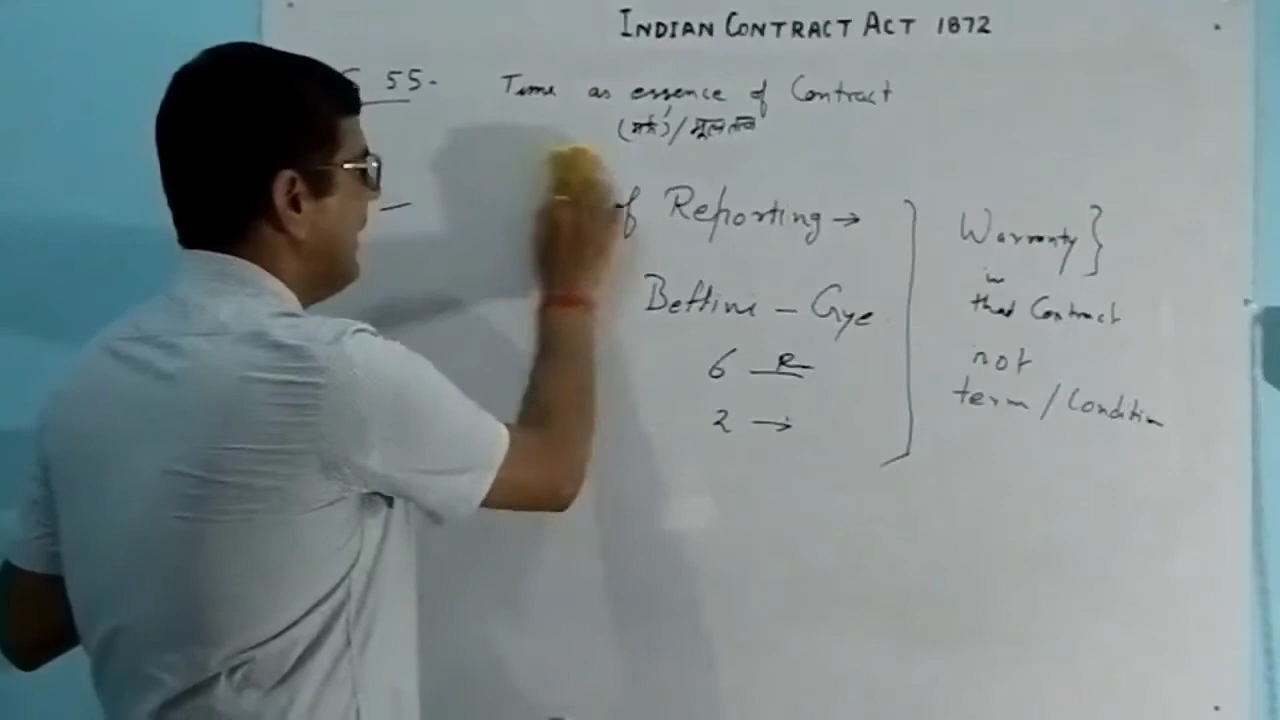 INDIAN CONTRACT ACT 1872
S 55-
Time as essence of Contract
(मर्म)/मूल तत्व
of Reporting →
Bettini - Gye
6 R
2 →
Warranty }
in
that Contract
not
term / Condition